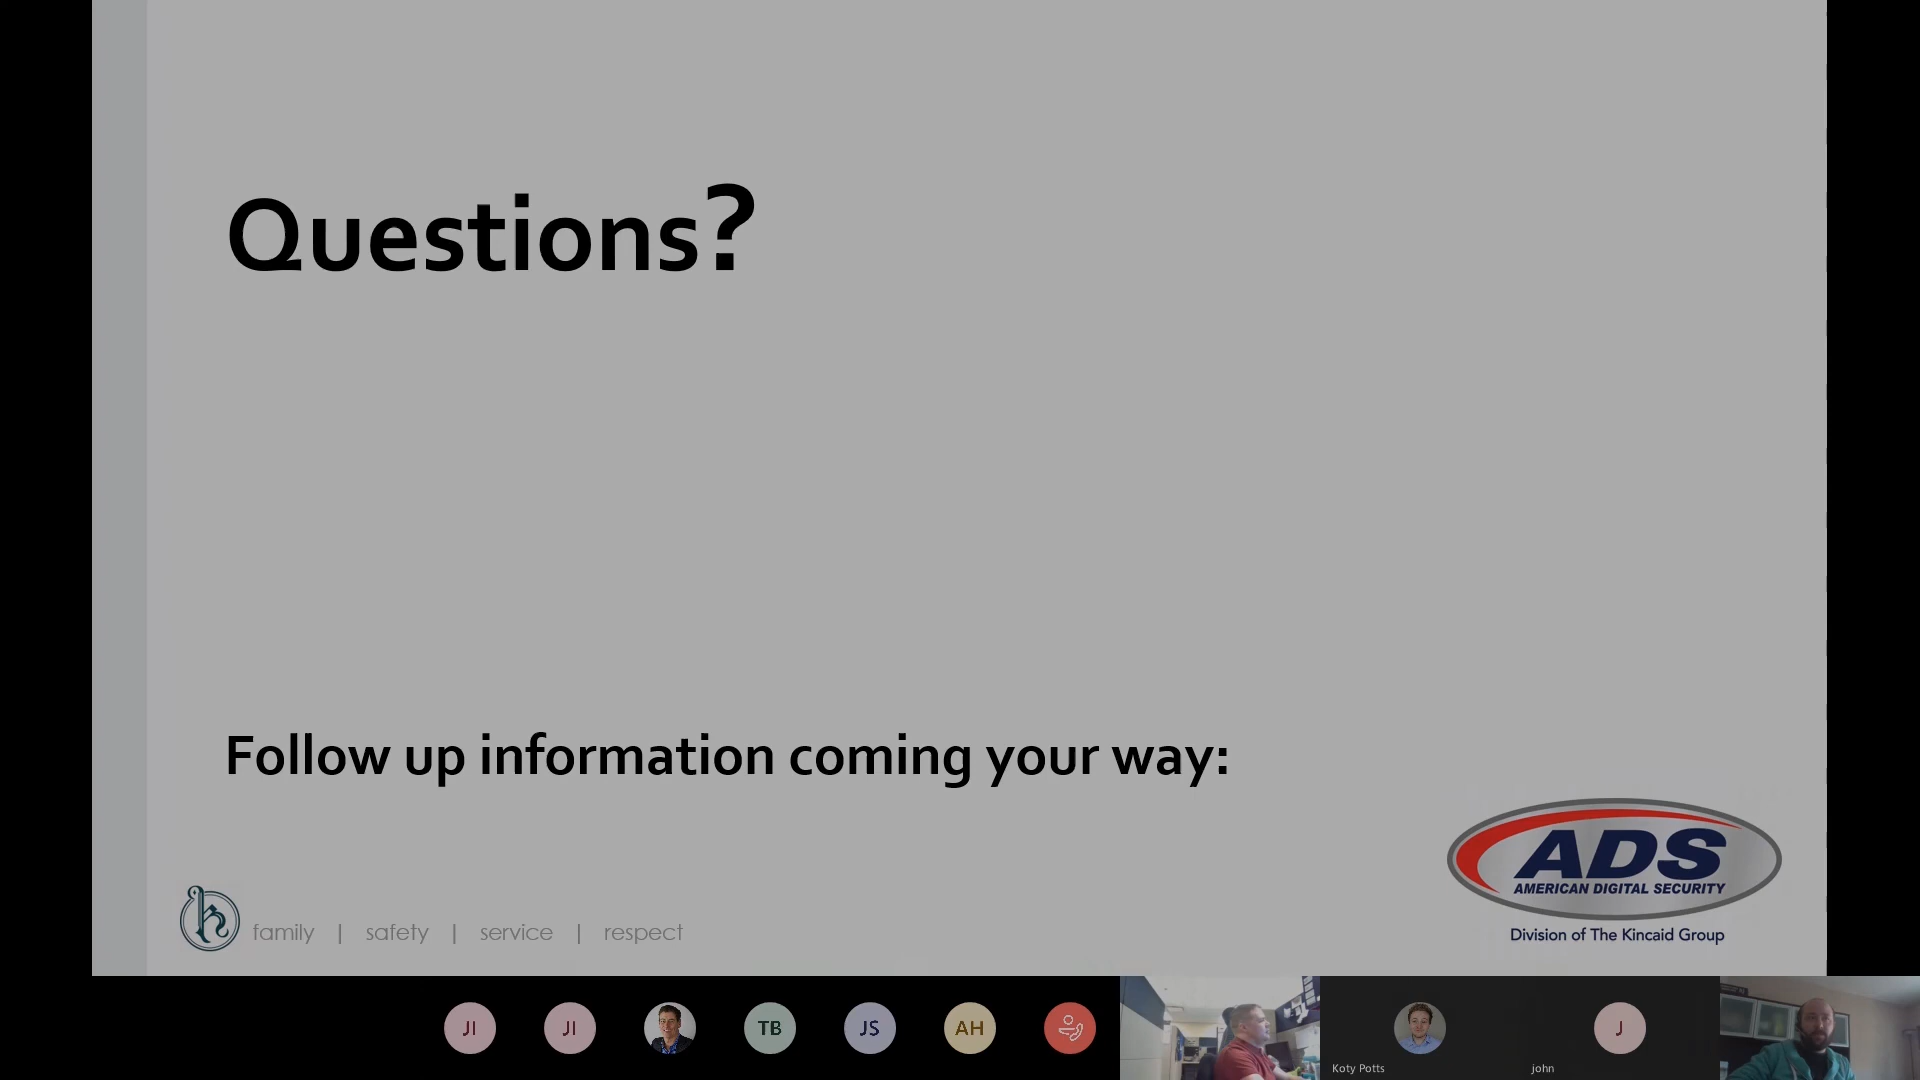 Questions?
Follow up information coming your way:
ADS
AMERICAN DIGITAL SECURITY
Division of The Kincaid Group
h family | safety | service | respect
JI JI TB JS AH J
Koty Potts john